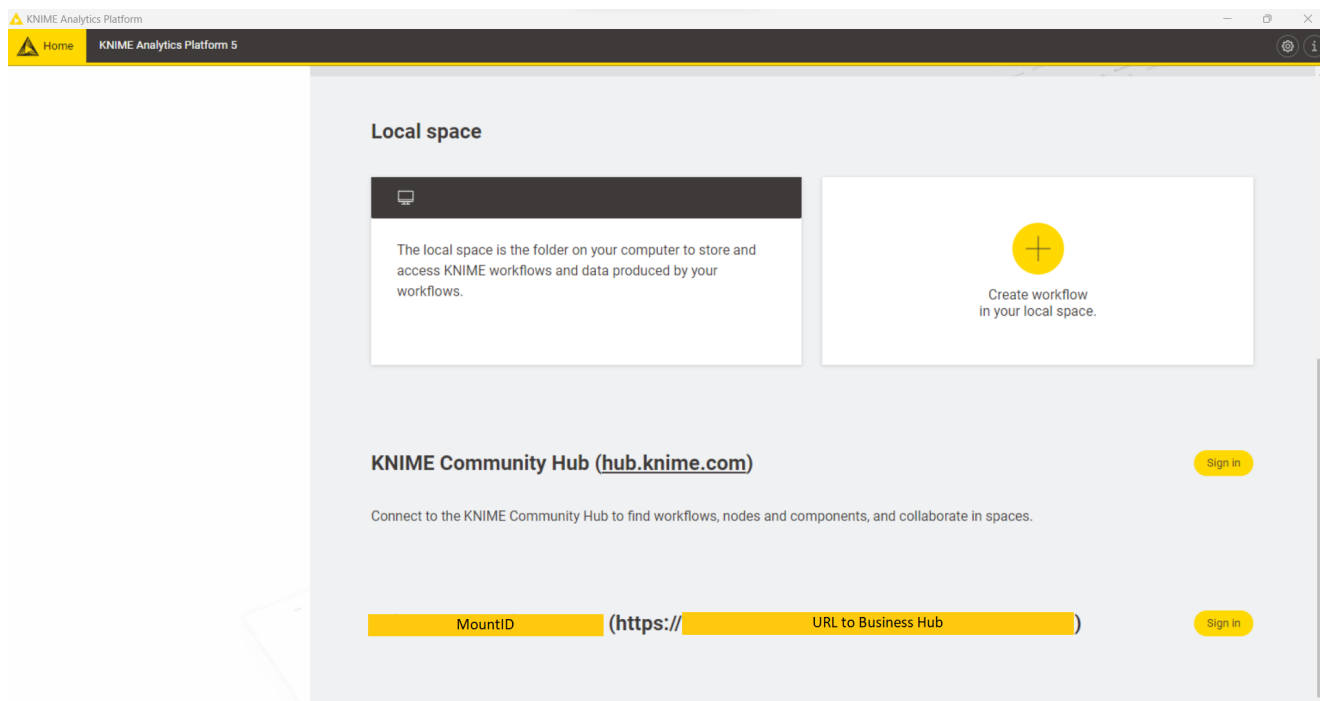 KNIME Analytics Platform
Home
KNIME Analytics Platform 5
i
Local space
The local space is the folder on your computer to store and
access KNIME workflows and data produced by your
workflows.
Create workflow
in your local space.
KNIME Community Hub (hub.knime.com)
Sign in
Connect to the KNIME Community Hub to find workflows, nodes and components, and collaborate in spaces.
MountID (https:// URL to Business Hub )
Sign in